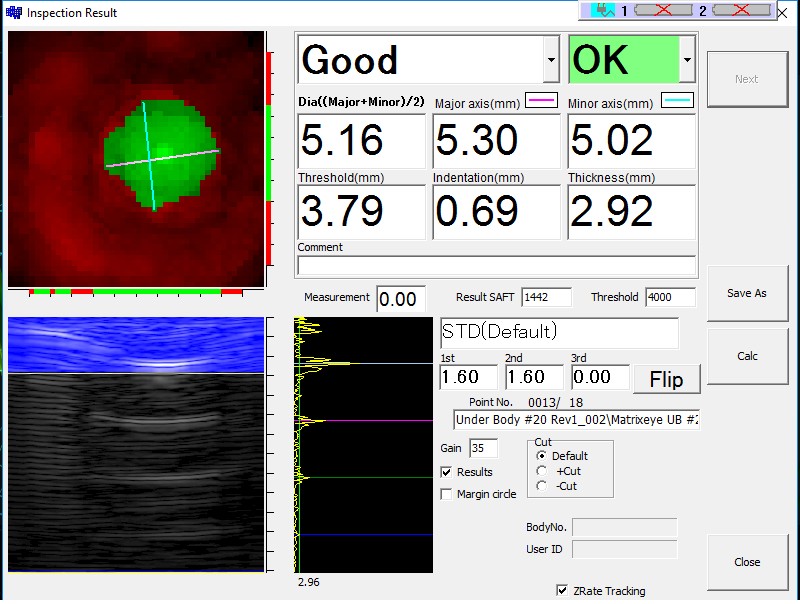 Inspection Result
1 2
Good OK
Next
Dia((Major+Minor)/2) Major axis(mm) Minor axis(mm)
5.16 5.30 5.02
Threshold(mm) Indentation(mm) Thickness(mm)
3.79 0.69 2.92
Comment
Measurement 0.00 Result SAFT 1442 Threshold 4000
Save As
STD(Default)
1st 2nd 3rd
1.60 1.60 0.00 Flip
Calc
Point No. 0013/ 18
Under Body #20 Rev1_002\Matrixeye UB #2
Gain 35
Cut
Default
+Cut
-Cut
Results
Margin circle
BodyNo.
User ID
Close
2.96
ZRate Tracking